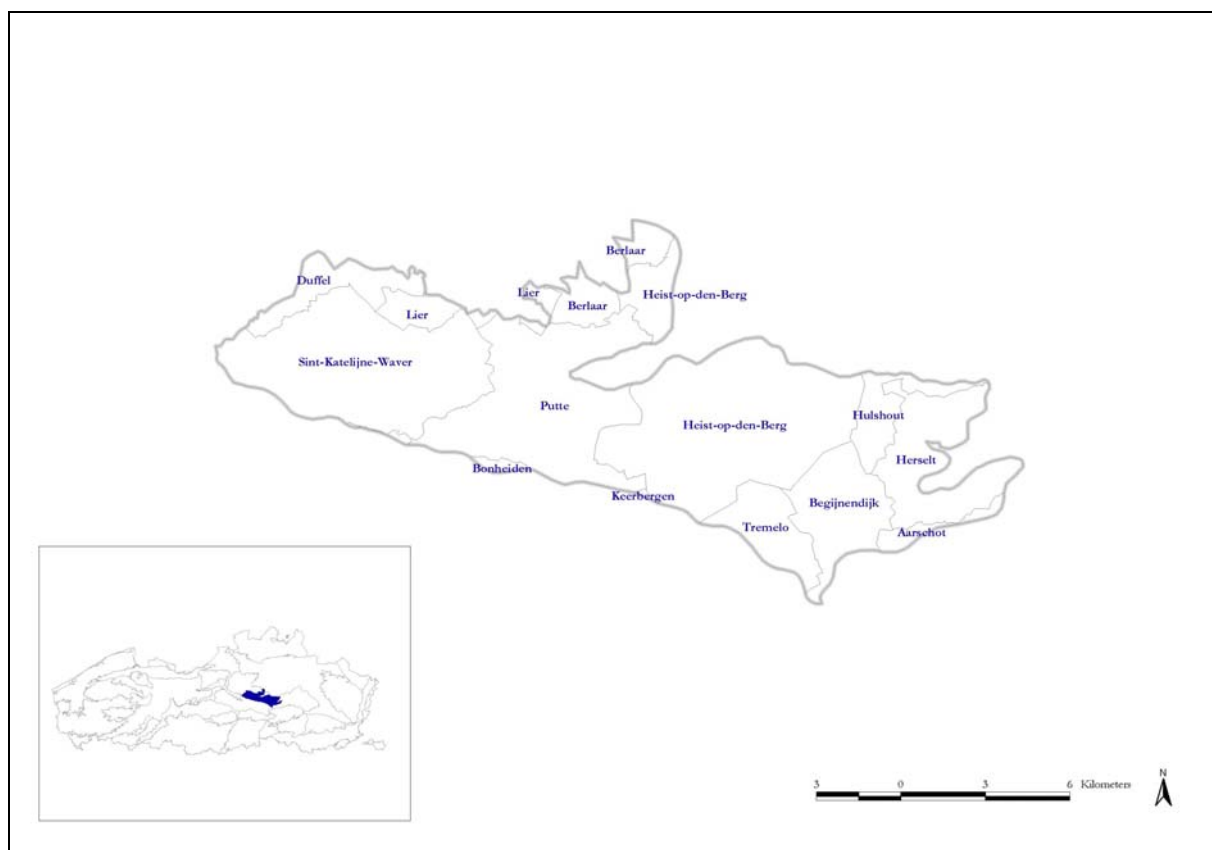 Berlaar
Duffel
Lier
Heist-op-den-Berg
Berlaar
Lier
Sint-Katelijne-Waver
Putte
Hulshout
Heist-op-den-Berg
Herselt
Bonheiden
Keerbergen
Begijnendijk
Tremelo
Aarschot
N
3 0 3 6 Kilometers